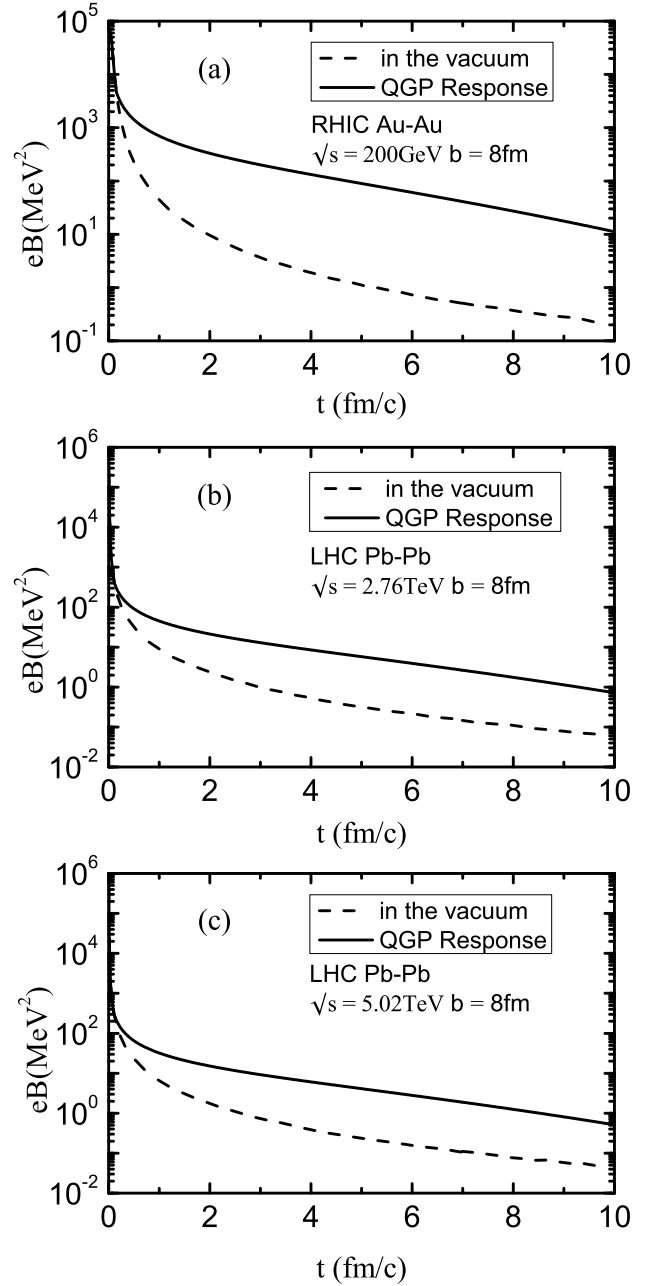 10^5
(a)
in the vacuum
QGP Response
10^3
RHIC Au-Au
√s = 200GeV b = 8fm
eB(MeV^2)
10^1
10^-1
0 2 4 6 8 10
t (fm/c)
10^6
(b)
in the vacuum
QGP Response
10^4
LHC Pb-Pb
√s = 2.76TeV b = 8fm
10^2
eB(MeV^2)
10^0
10^-2
0 2 4 6 8 10
t (fm/c)
10^6
(c)
in the vacuum
QGP Response
10^4
LHC Pb-Pb
√s = 5.02TeV b = 8fm
10^2
eB(MeV^2)
10^0
10^-2
0 2 4 6 8 10
t (fm/c)